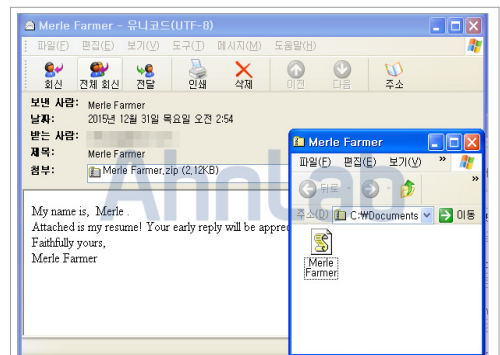 Merle Farmer - 유니코드(UTF-8)
파일(F) 편집(E) 보기(V) 도구(T) 메시지(M) 도움말(H)
회신 전체 회신 전달 인쇄 삭제 이전 다음 주소
보낸 사람: Merle Farmer
날짜: 2015년 12월 31일 목요일 오전 2:54
받는 사람:
제목: Merle Farmer
첨부: Merle Farmer.zip (2,12KB)
My name is, Merle .
Attached is my resume! Your early reply will be appre
Faithfully yours,
Merle Farmer
Merle Farmer
파일(F) 편집(E) 보기(V) »
뒤로 »
주소(D) C:\Documents 이동
Merle
Farmer
AhnLab